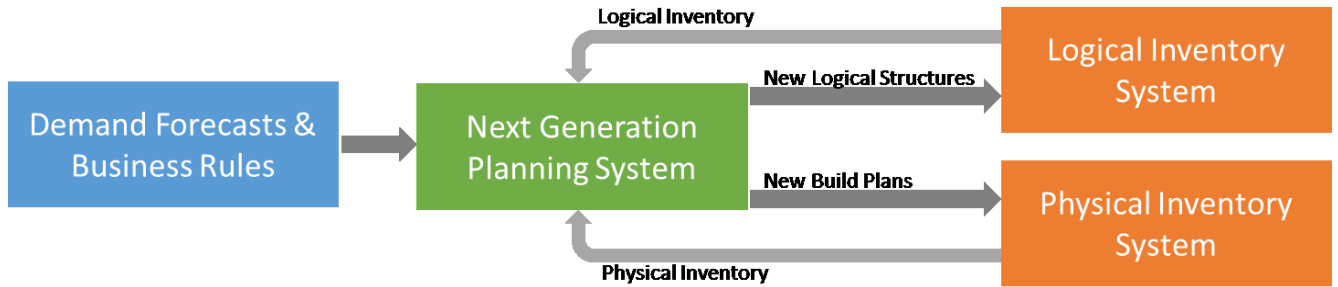 Logical Inventory
Logical Inventory
System
New Logical Structures
Demand Forecasts &
Business Rules
Next Generation
Planning System
New Build Plans
Physical Inventory
System
Physical Inventory